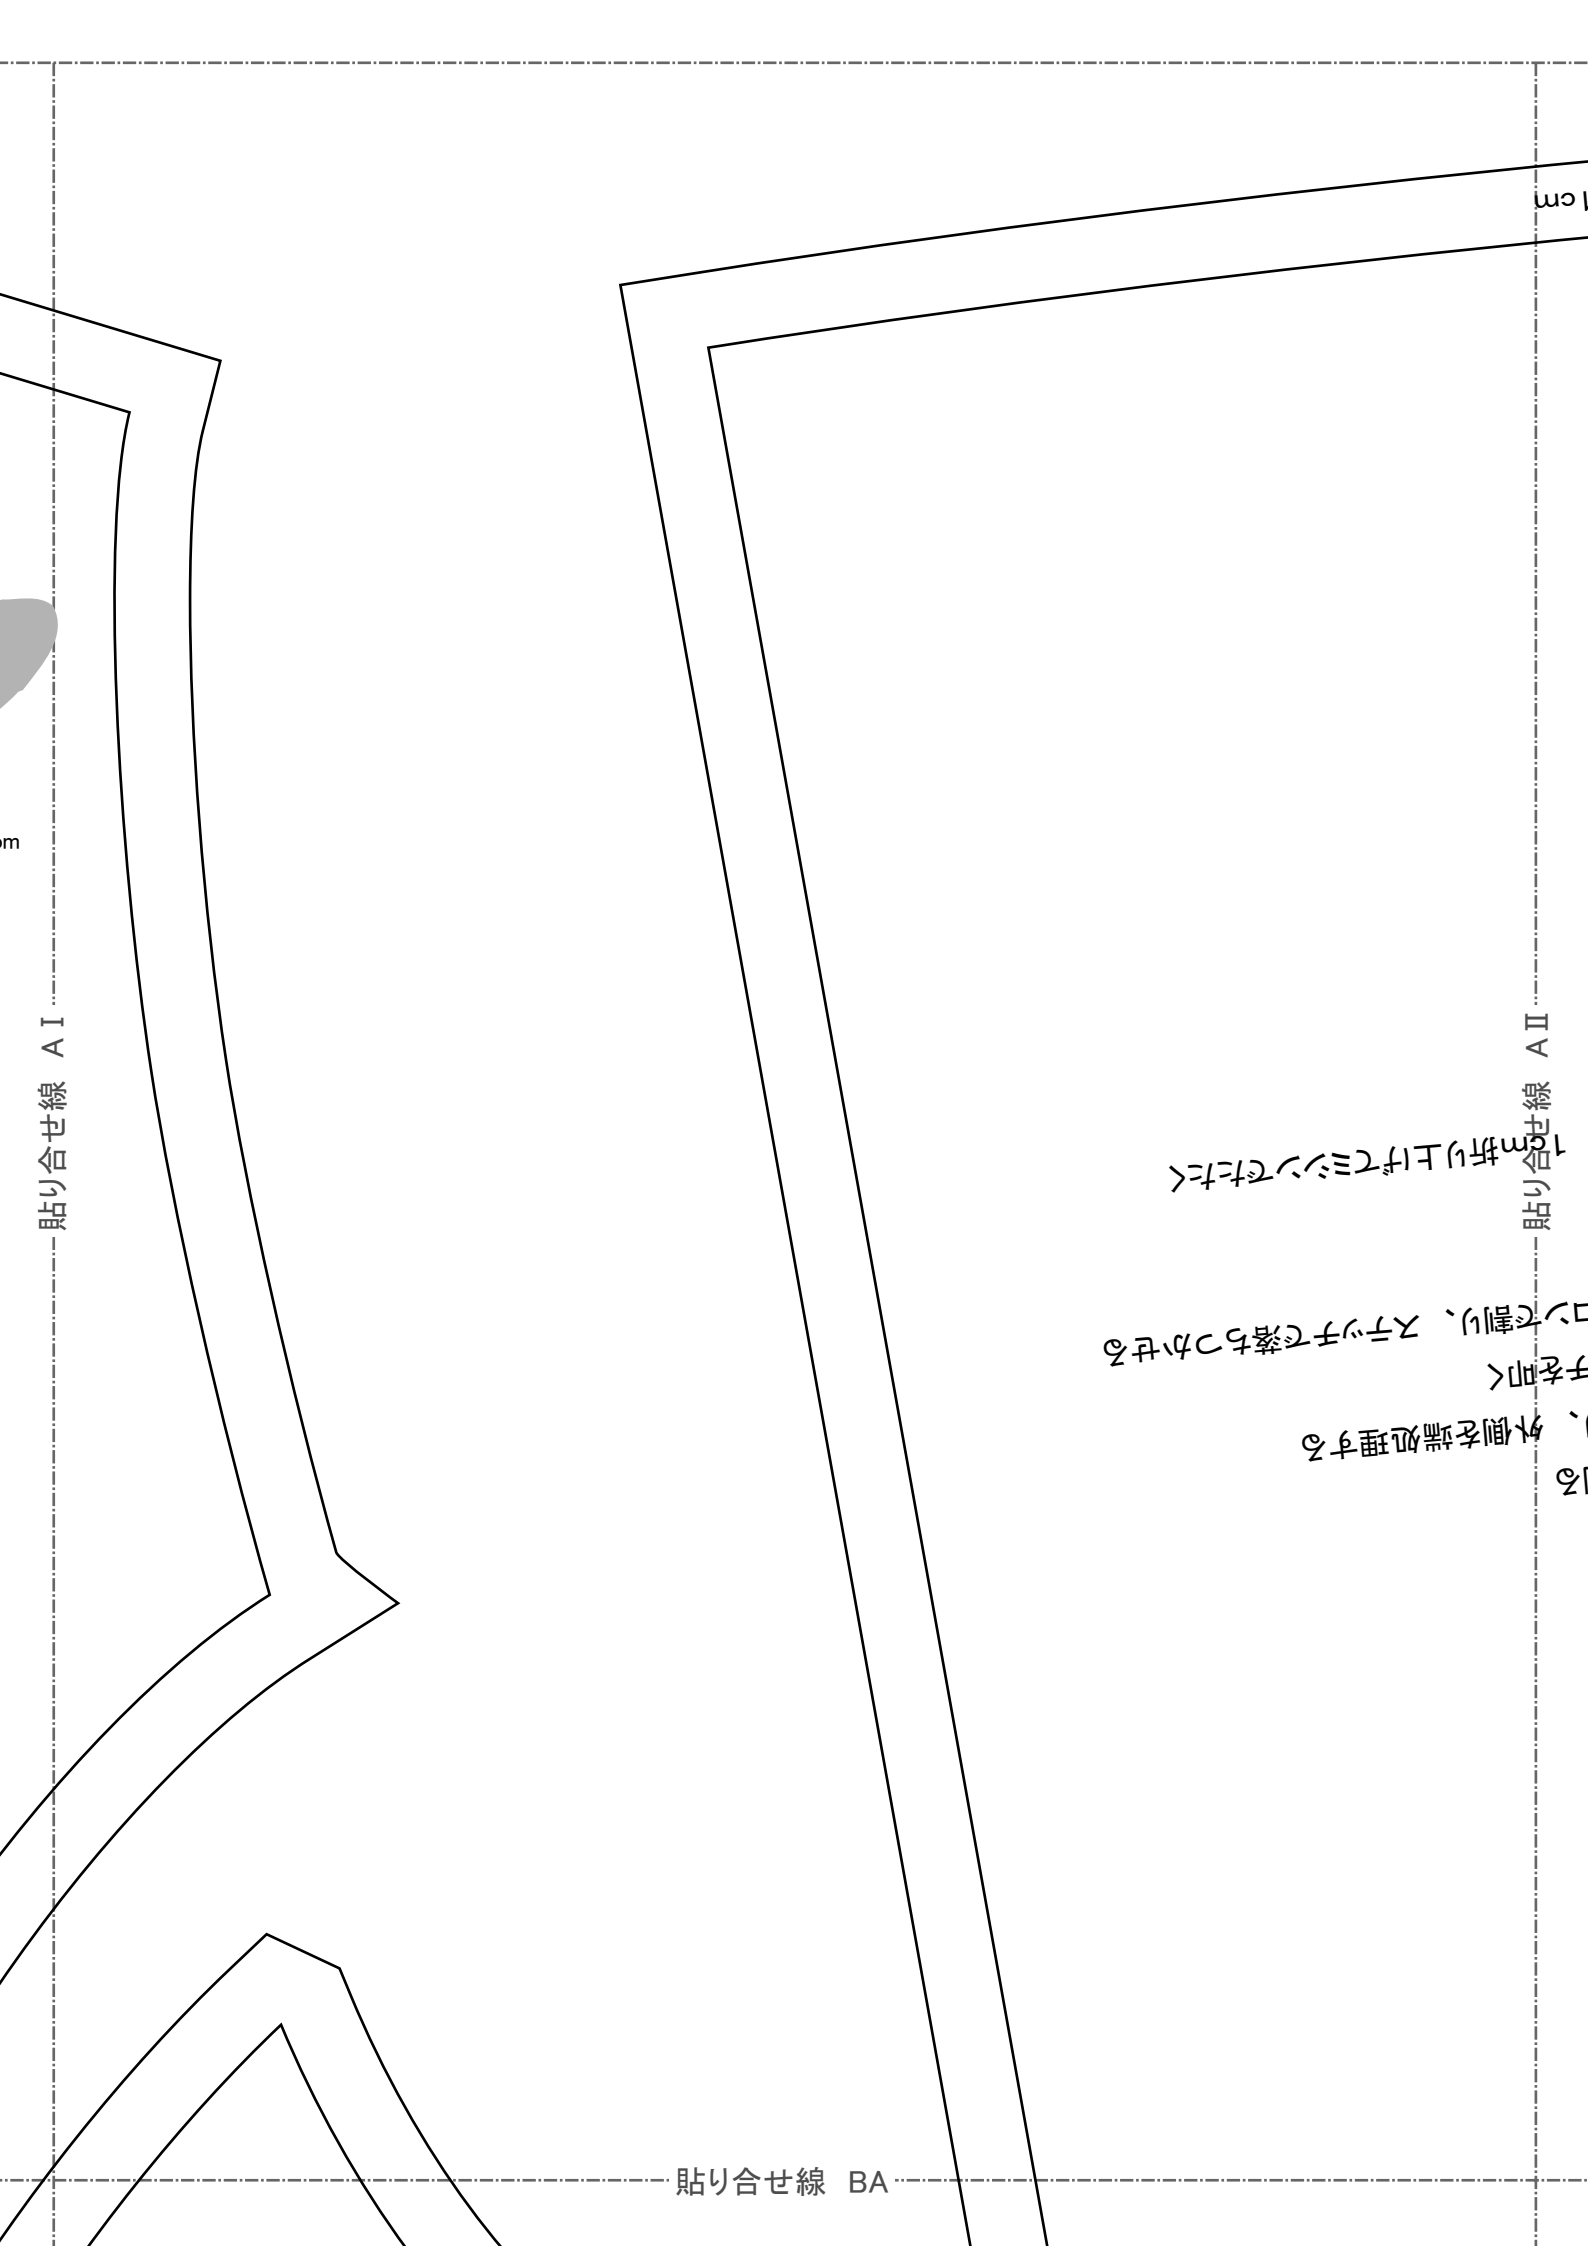 1cm
om
貼り合せ線 AⅠ
貼り合せ線 AⅡ
1cm折り上げてミシンでたたく
ロンで割り、ステッチで落ちつかせる
チを叩く
、外側を端処理する
る
貼り合せ線 BA